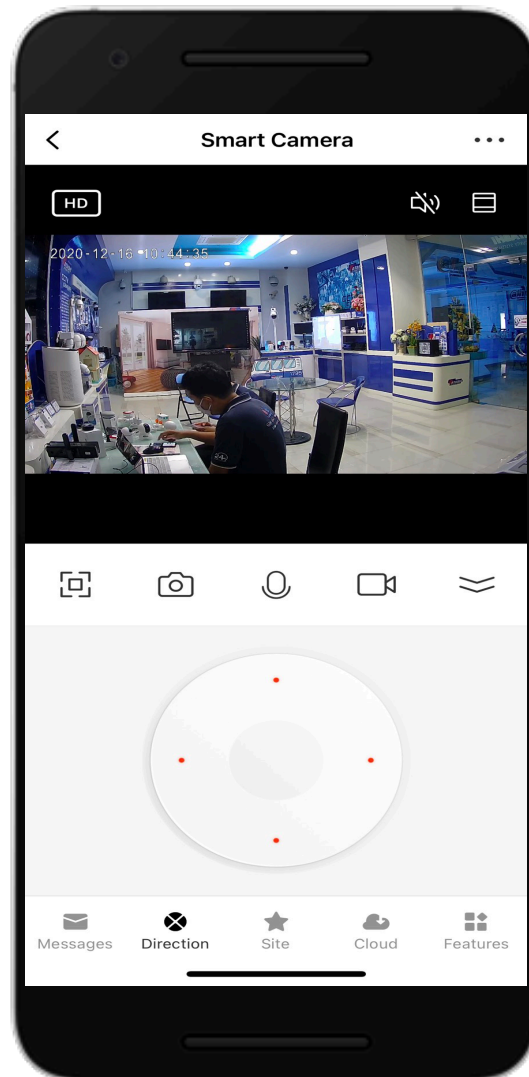 Smart Camera
HD
2020-12-16 10:44:35
Messages
Direction
Site
Cloud
Features